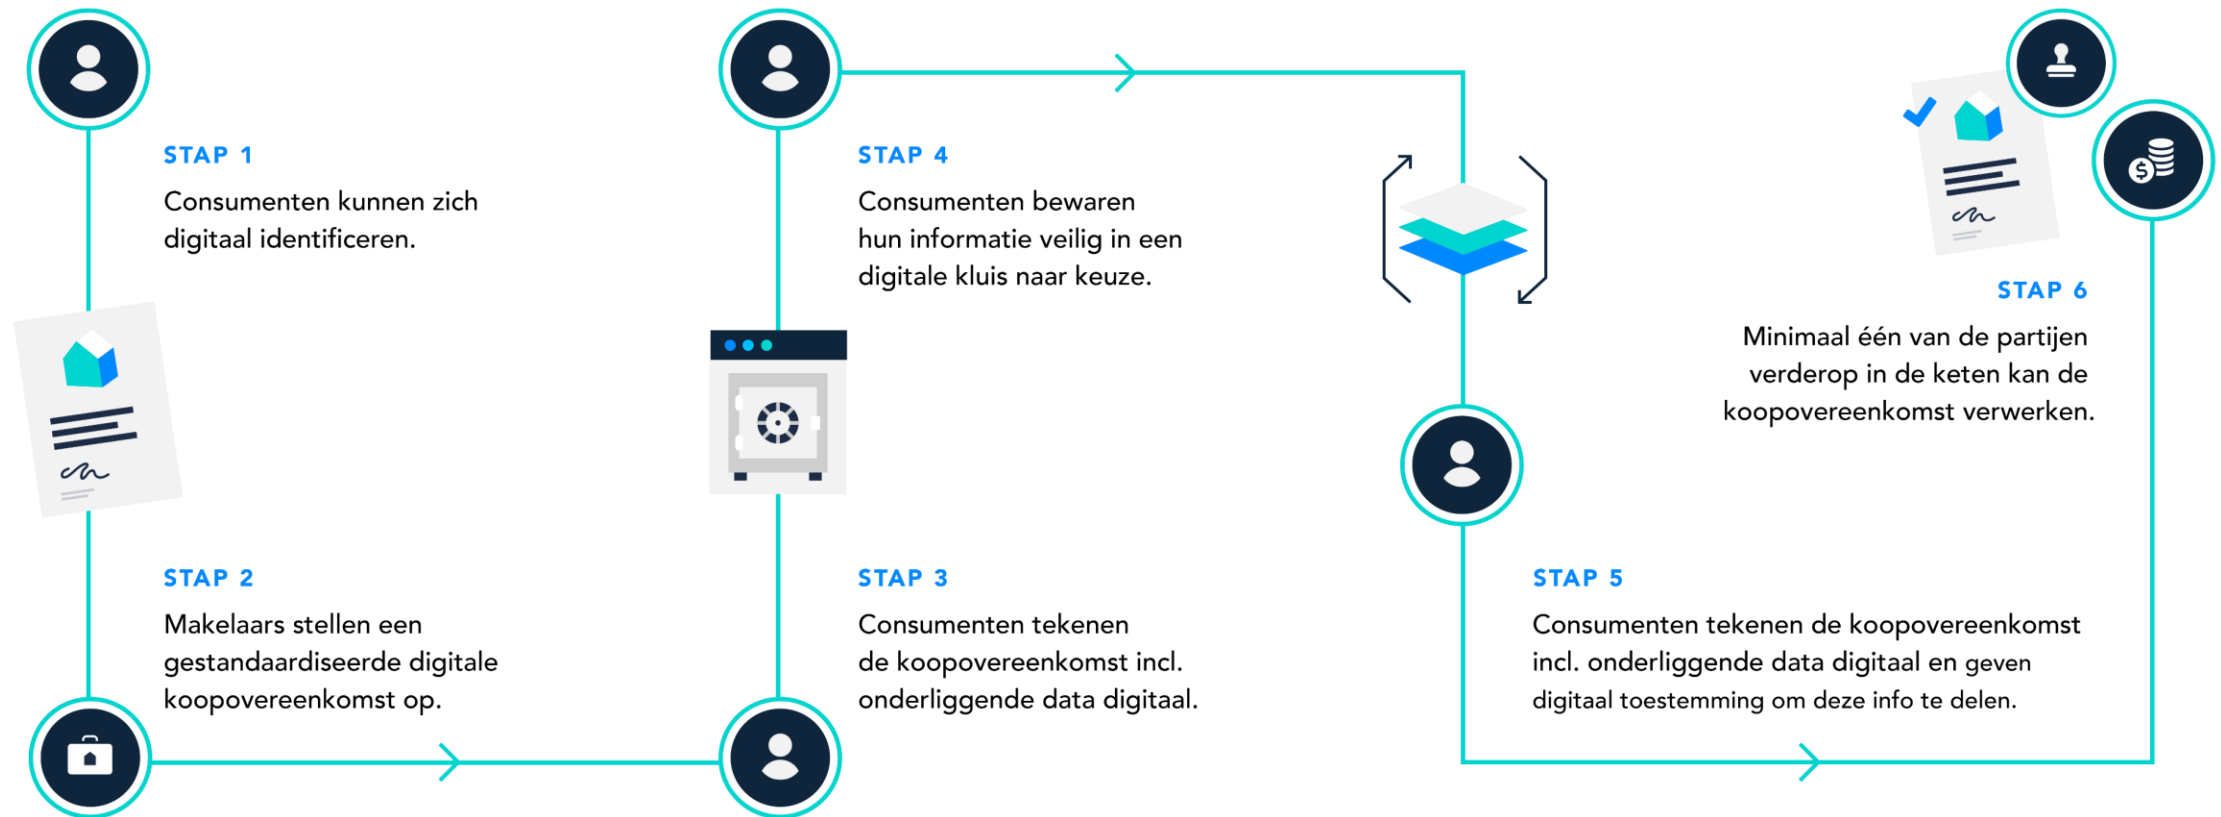 STAP 1
Consumenten kunnen zich
digitaal identificeren.
STAP 2
Makelaars stellen een
gestandaardiseerde digitale
koopovereenkomst op.
STAP 3
Consumenten tekenen
de koopovereenkomst incl.
onderliggende data digitaal.
STAP 4
Consumenten bewaren
hun informatie veilig in een
digitale kluis naar keuze.
STAP 5
Consumenten tekenen de koopovereenkomst
incl. onderliggende data digitaal en geven
digitaal toestemming om deze info te delen.
STAP 6
Minimaal één van de partijen
verderop in de keten kan de
koopovereenkomst verwerken.